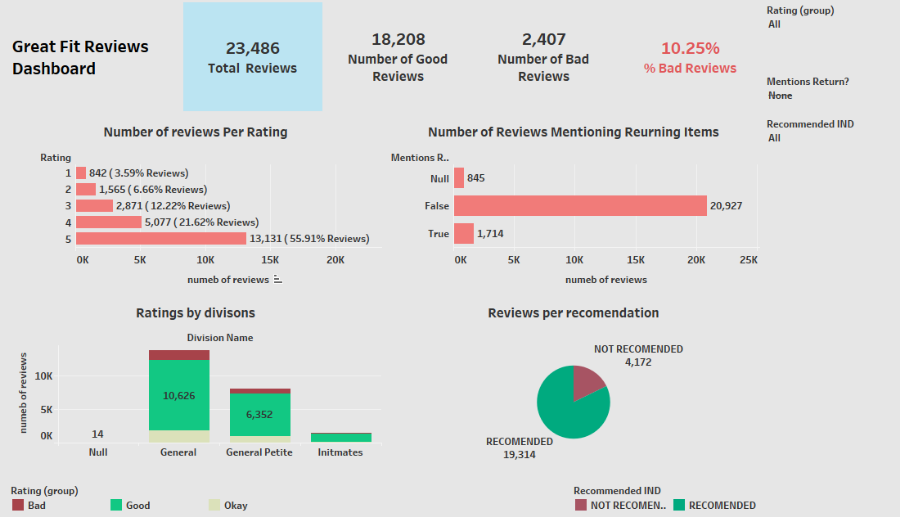 Great Fit Reviews
Dashboard
23,486
Total Reviews
18,208
Number of Good
Reviews
2,407
Number of Bad
Reviews
10.25%
% Bad Reviews
Rating (group)
All
Mentions Return?
None
Recommended IND
All
Number of reviews Per Rating
Rating
1 842 ( 3.59% Reviews)
2 1,565 ( 6.66% Reviews)
3 2,871 ( 12.22% Reviews)
4 5,077 ( 21.62% Reviews)
5 13,131 ( 55.91% Reviews)
0K 5K 10K 15K 20K
numeb of reviews
Number of Reviews Mentioning Rerurning Items
Mentions R..
Null 845
False 20,927
True 1,714
0K 5K 10K 15K 20K 25K
numeb of reviews
Ratings by divisons
Division Name
numeb of reviews
10K
5K
0K
14
10,626
6,352
Null General General Petite Initmates
Rating (group)
Bad Good Okay
Reviews per recomendation
NOT RECOMENDED
4,172
RECOMENDED
19,314
Recommended IND
NOT RECOMEN.. RECOMENDED